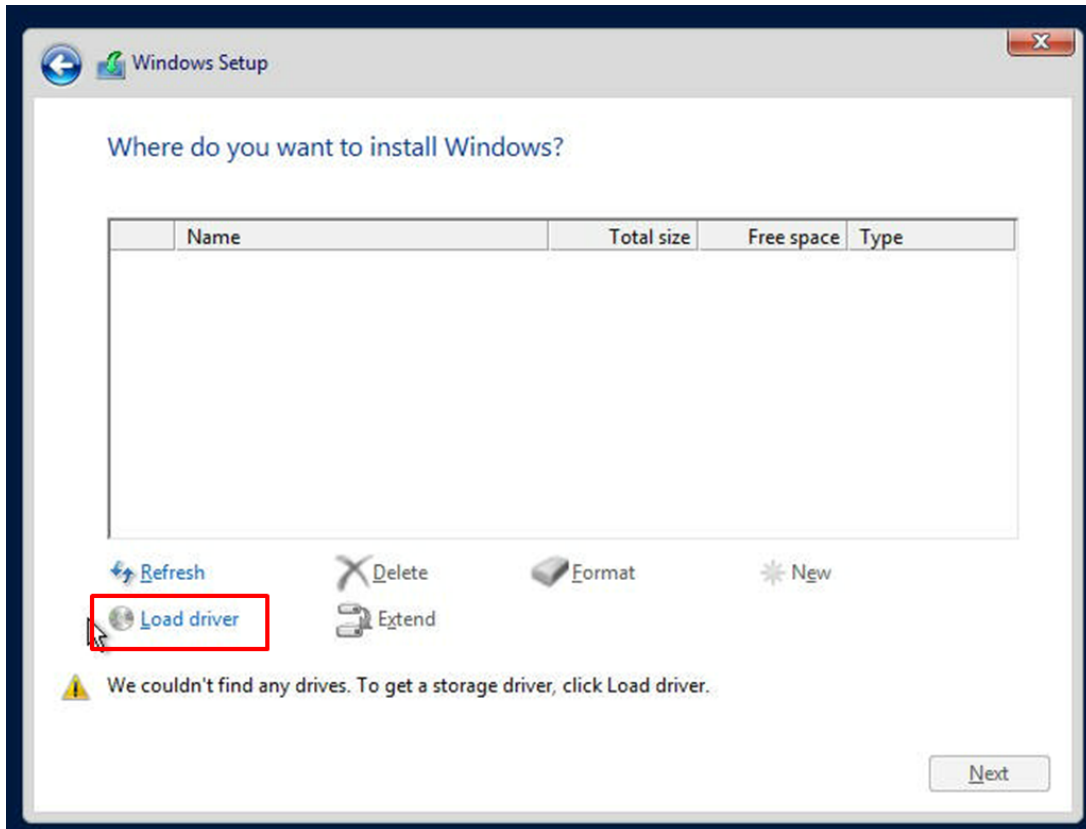 Windows Setup
Where do you want to install Windows?
Name Total size Free space Type
Refresh Delete Format New
Load driver Extend
We couldn't find any drives. To get a storage driver, click Load driver.
Next